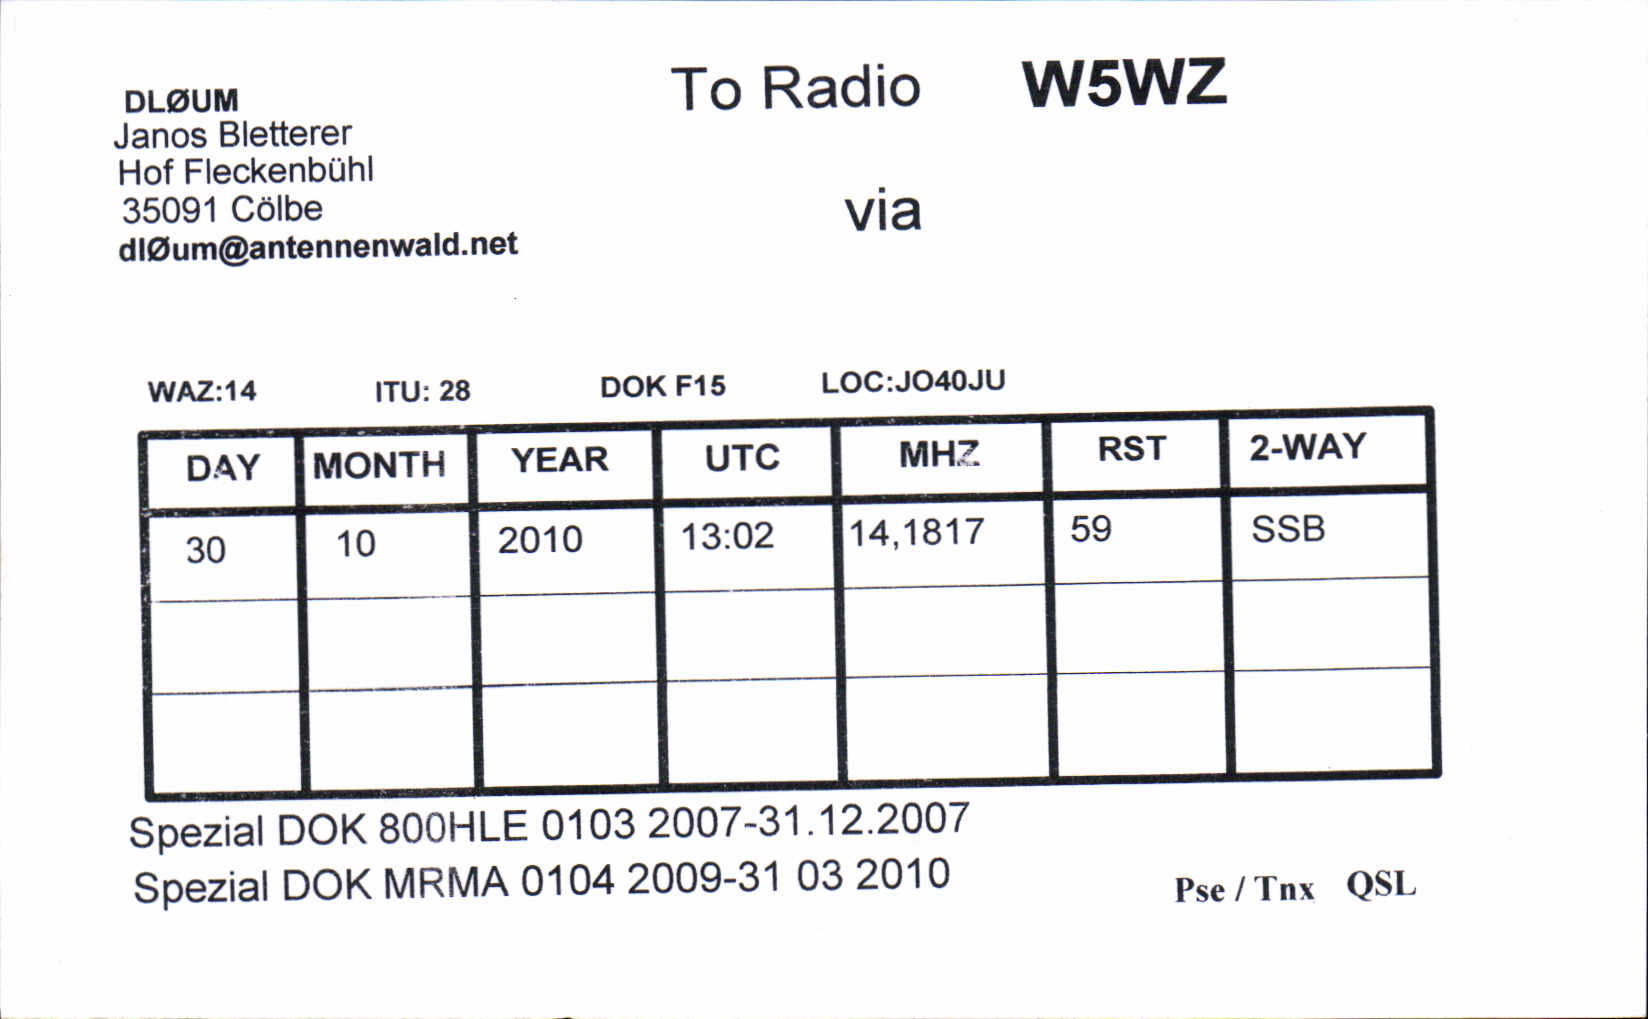 DLØUM
Janos Bletterer
Hof Fleckenbühl
35091 Cölbe
dlØum@antennenwald.net
To Radio W5WZ
via
WAZ:14 ITU: 28 DOK F15 LOC:JO40JU
DAY MONTH YEAR UTC MHZ RST 2-WAY
30 10 2010 13:02 14,1817 59 SSB
Spezial DOK 800HLE 0103 2007-31.12.2007
Spezial DOK MRMA 0104 2009-31 03 2010
Pse / Tnx QSL